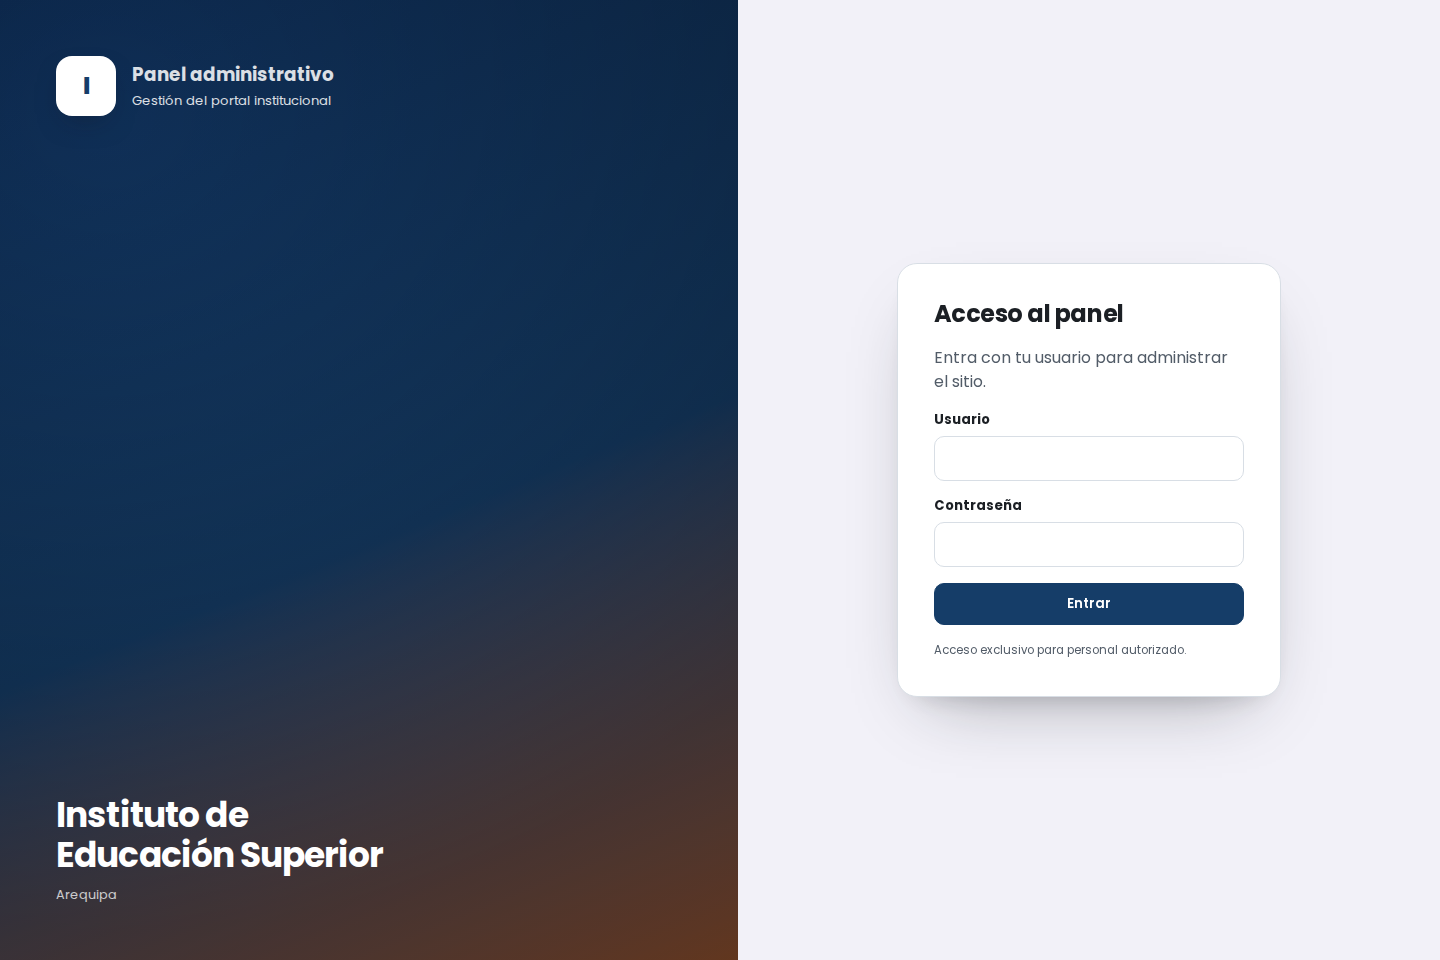 I
Panel administrativo
Gestión del portal institucional
Instituto de
Educación Superior
Arequipa
Acceso al panel
Entra con tu usuario para administrar
el sitio.
Usuario
Contraseña
Entrar
Acceso exclusivo para personal autorizado.